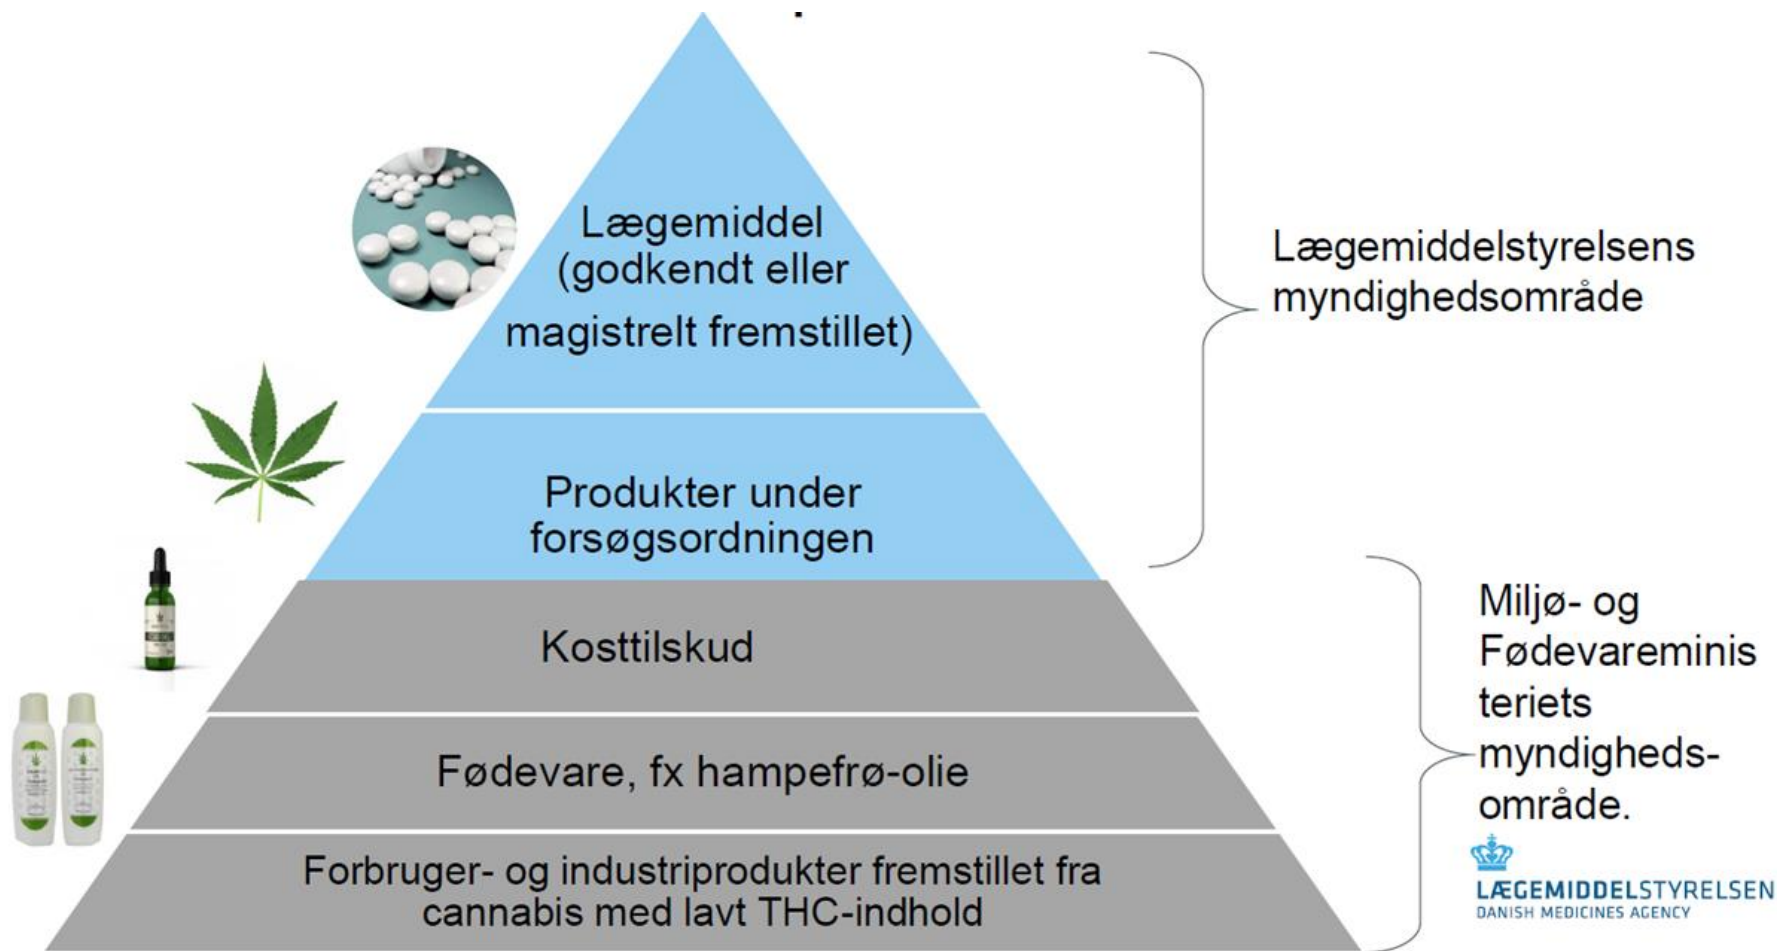 Lægemiddel
(godkendt eller
magistrelt fremstillet)
Produkter under
forsøgsordningen
Kosttilskud
Fødevare, fx hampefrø-olie
Forbruger- og industriprodukter fremstillet fra
cannabis med lavt THC-indhold
Lægemiddelstyrelsens
myndighedsområde
Miljø- og
Fødevareminis
teriets
myndigheds-
område.
LÆGEMIDDELSTYRELSEN
DANISH MEDICINES AGENCY